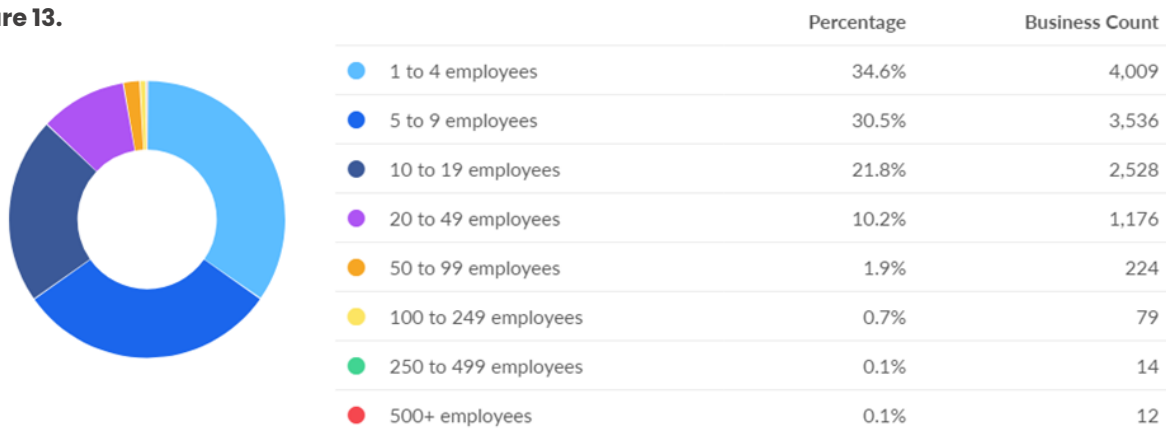 re 13.
Percentage Business Count
1 to 4 employees 34.6% 4,009
5 to 9 employees 30.5% 3,536
10 to 19 employees 21.8% 2,528
20 to 49 employees 10.2% 1,176
50 to 99 employees 1.9% 224
100 to 249 employees 0.7% 79
250 to 499 employees 0.1% 14
500+ employees 0.1% 12